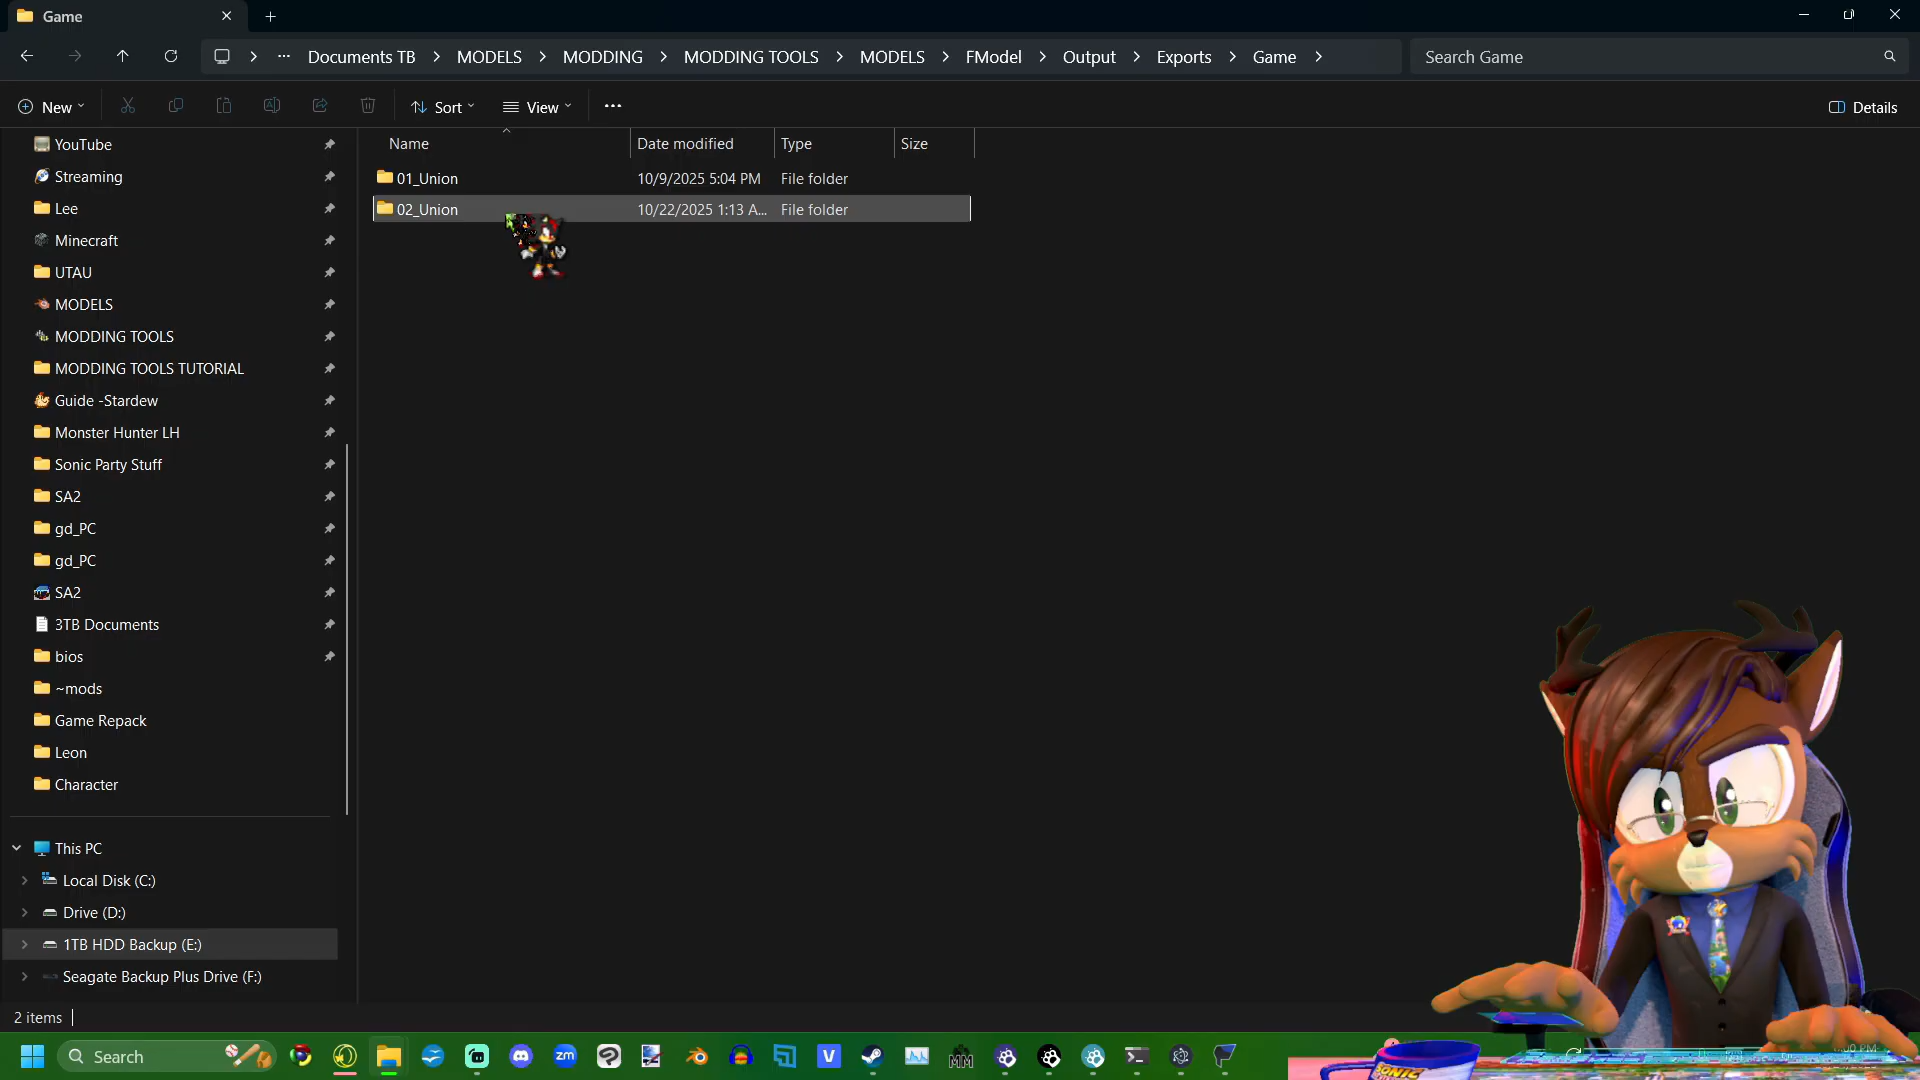 Game
Documents TB
MODELS
MODDING
MODDING TOOLS
MODELS
FModel
Output
Exports
Game
Search Game
New
Sort
View
Details
Name
Date modified
Type
Size
01_Union
10/9/2025 5:04 PM
File folder
02_Union
10/22/2025 1:13 A...
File folder
YouTube
Streaming
Lee
Minecraft
UTAU
MODELS
MODDING TOOLS
MODDING TOOLS TUTORIAL
Guide -Stardew
Monster Hunter LH
Sonic Party Stuff
SA2
gd_PC
gd_PC
SA2
3TB Documents
bios
~mods
Game Repack
Leon
Character
This PC
Local Disk (C:)
Drive (D:)
1TB HDD Backup (E:)
Seagate Backup Plus Drive (F:)
2 items
Search
zm
V
MM
SONIC